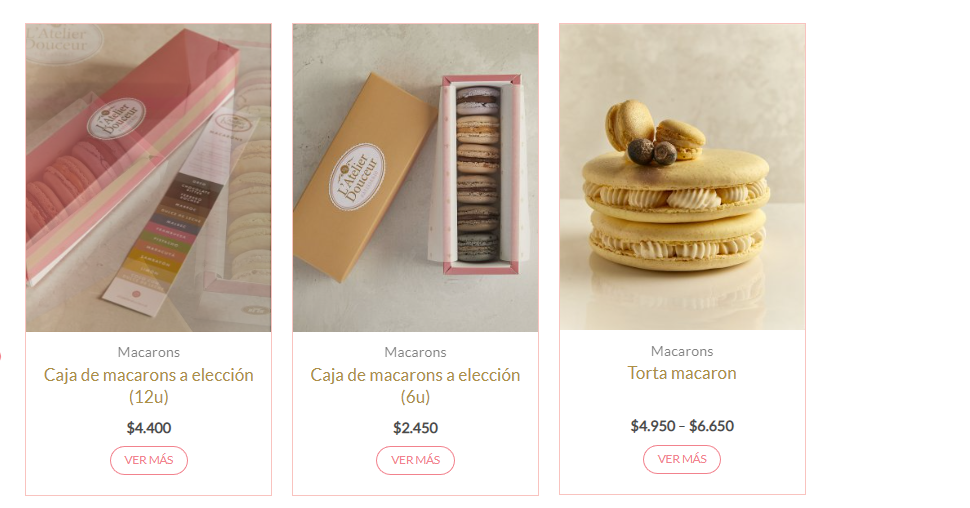 L'Atelier
Douceur
L'Atelier
Douceur
L'Atelier
Douceur
Macarons
Caja de macarons a elección
(12u)
$4.400
VER MÁS
Macarons
Caja de macarons a elección
(6u)
$2.450
VER MÁS
Macarons
Torta macaron
$4.950 – $6.650
VER MÁS